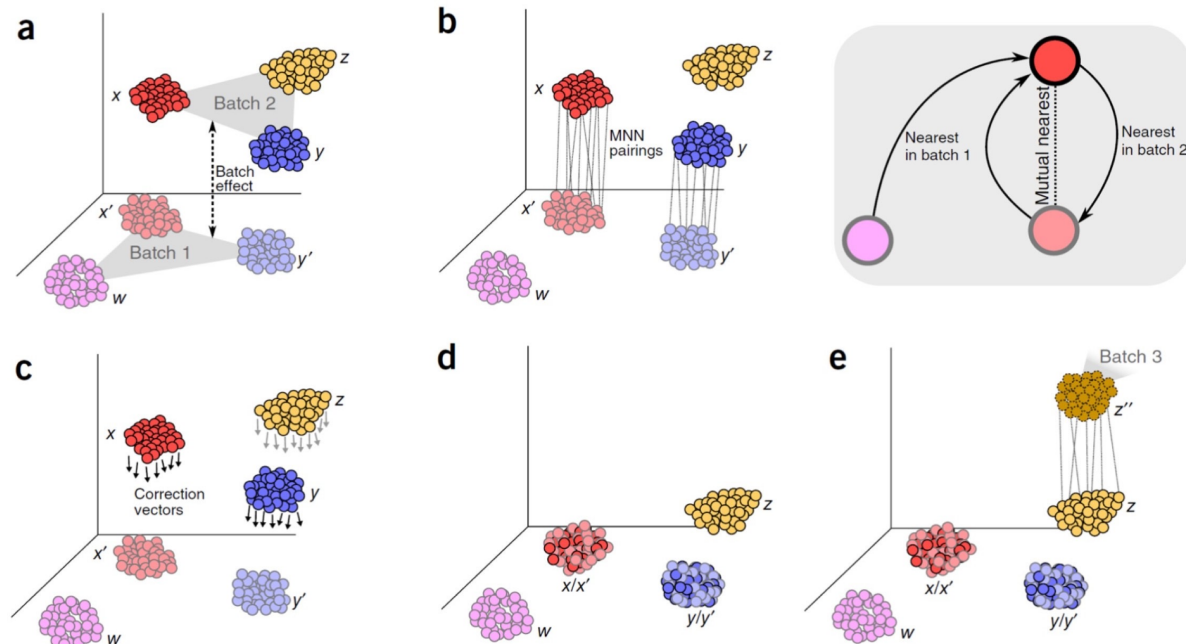 a
z
x
Batch 2
y
Batch
effect
x'
Batch 1
y'
w
b
z
x
MNN
pairings
y
x'
y'
w
Nearest
in batch 1
Mutual nearest
Nearest
in batch 2
c
z
x
Correction
vectors
y
x'
y'
w
d
z
x/x'
y/y'
w
e
Batch 3
z''
z
x/x'
y/y'
w